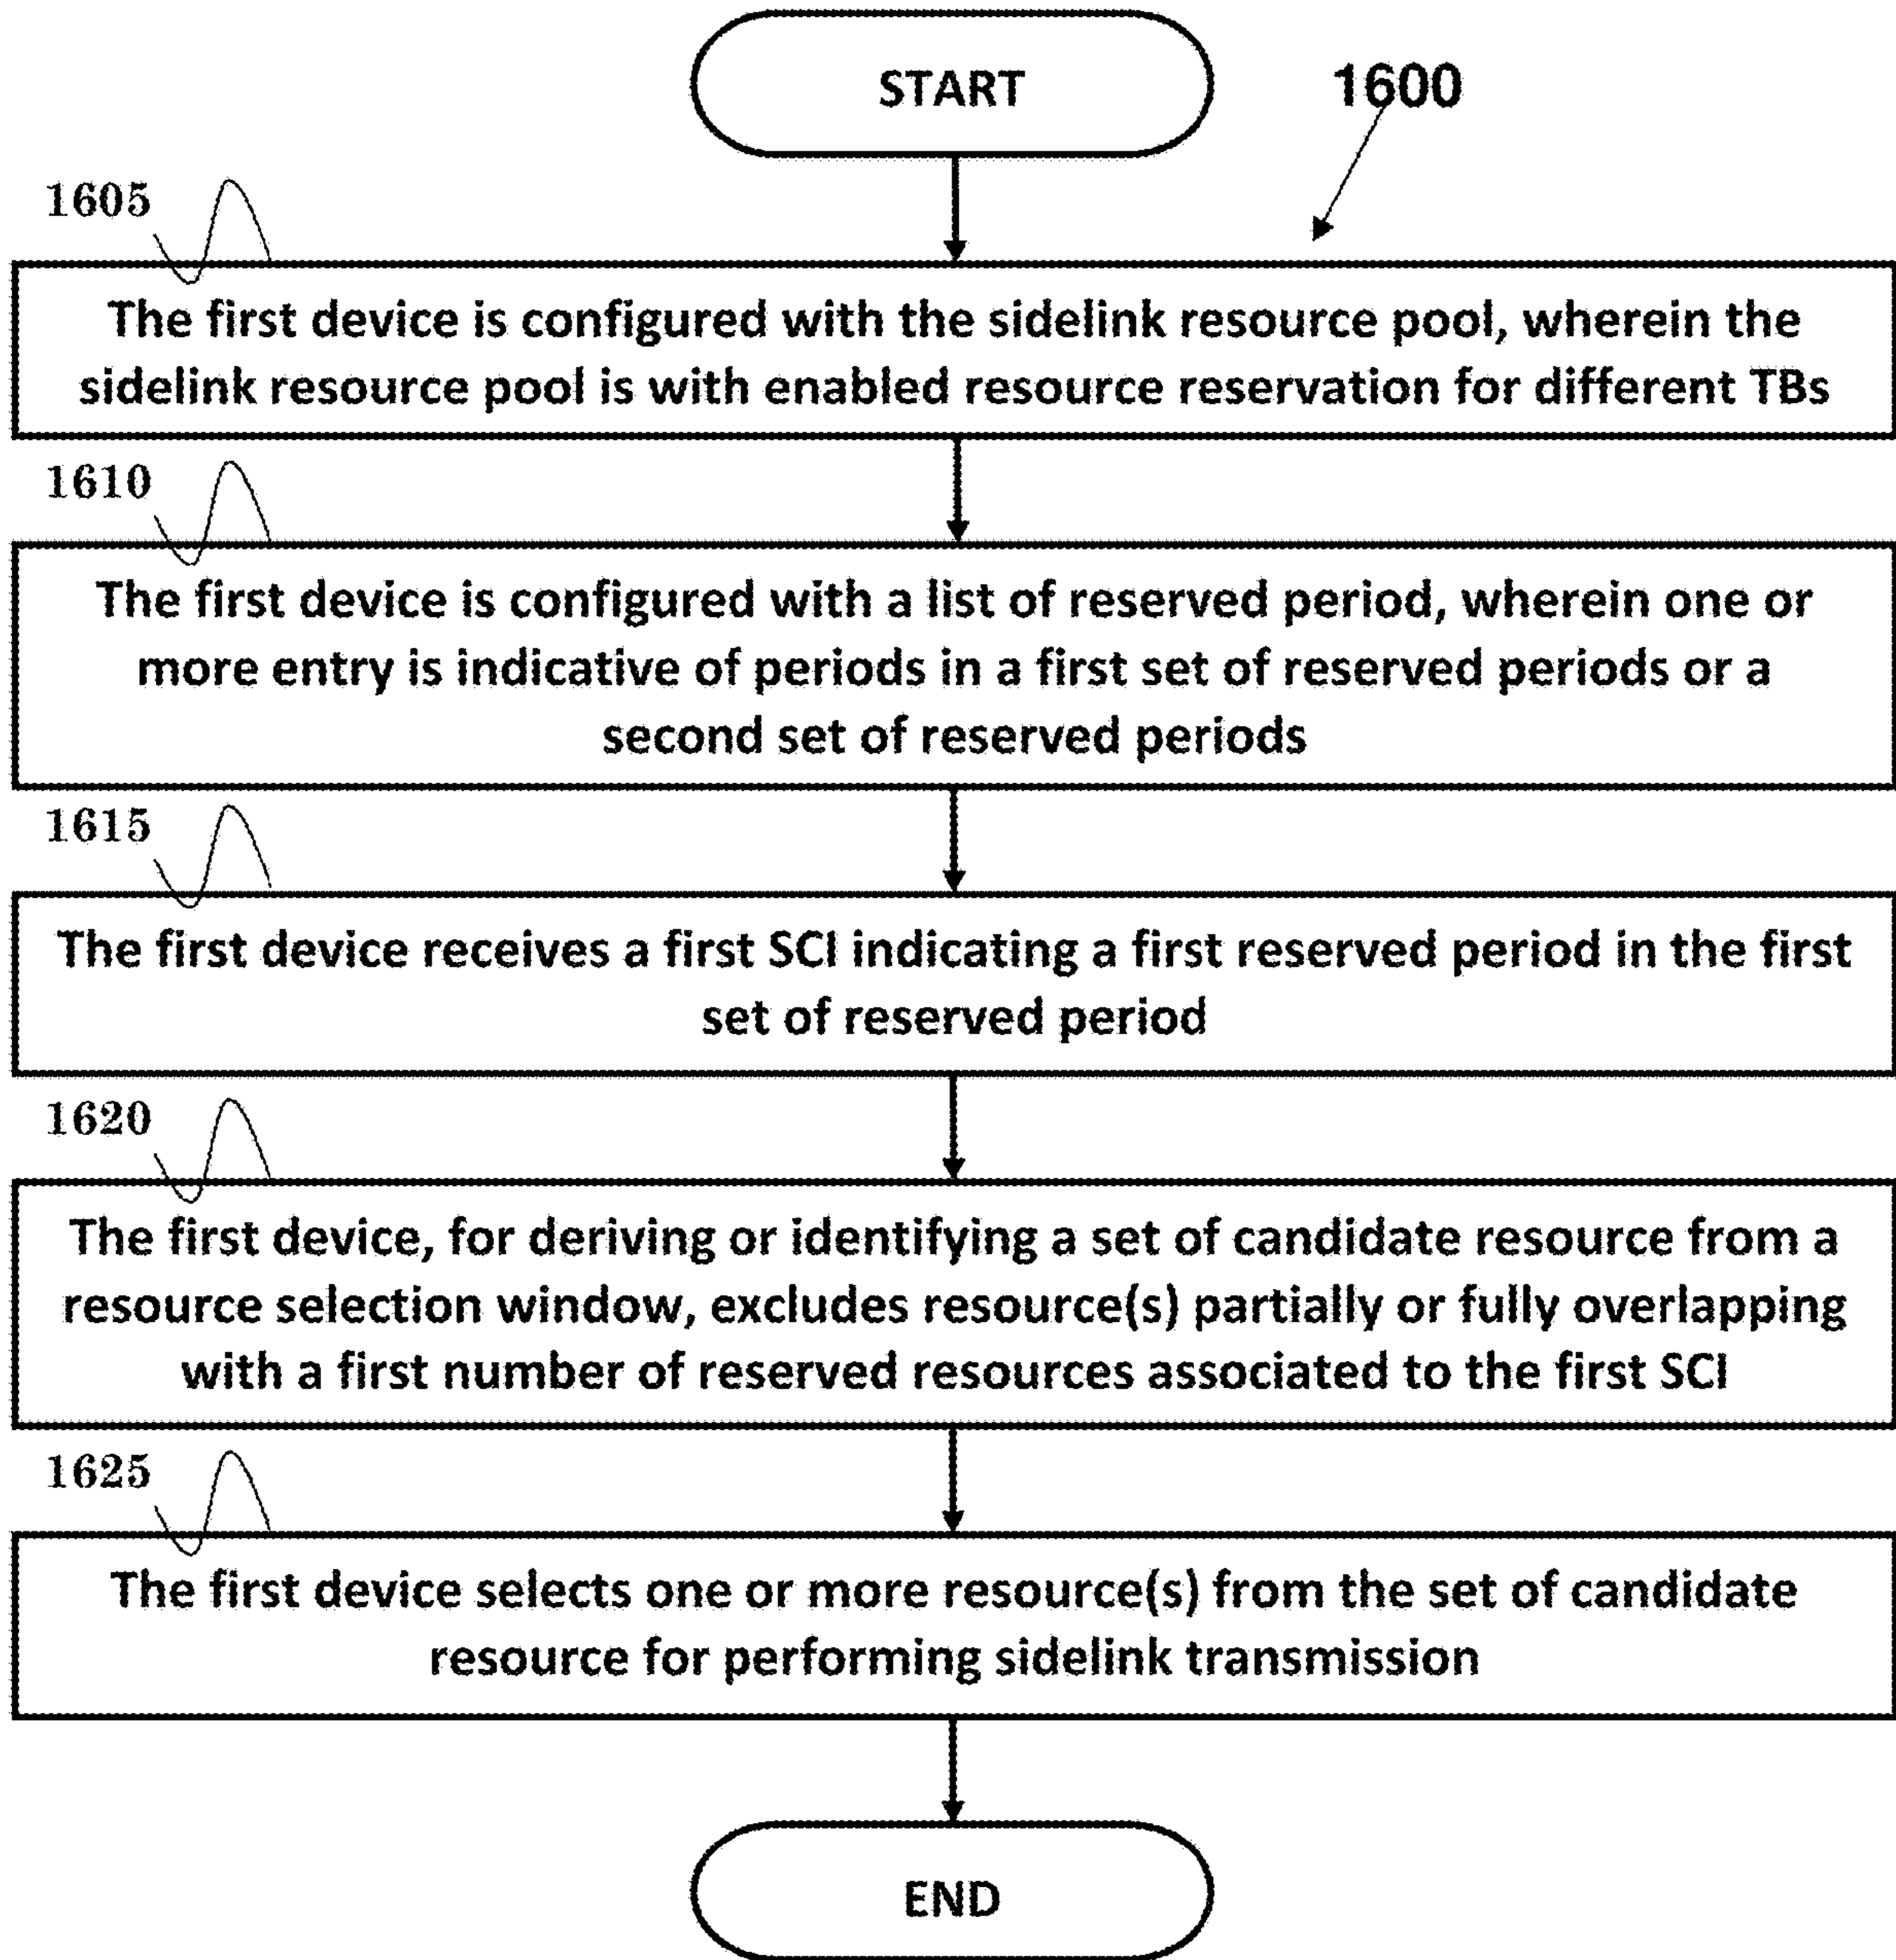 START
1600
1605
The first device is configured with the sidelink resource pool, wherein the
sidelink resource pool is with enabled resource reservation for different TBs
1610
The first device is configured with a list of reserved period, wherein one or
more entry is indicative of periods in a first set of reserved periods or a
second set of reserved periods
1615
The first device receives a first SCI indicating a first reserved period in the first
set of reserved period
1620
The first device, for deriving or identifying a set of candidate resource from a
resource selection window, excludes resource(s) partially or fully overlapping
with a first number of reserved resources associated to the first SCI
1625
The first device selects one or more resource(s) from the set of candidate
resource for performing sidelink transmission
END